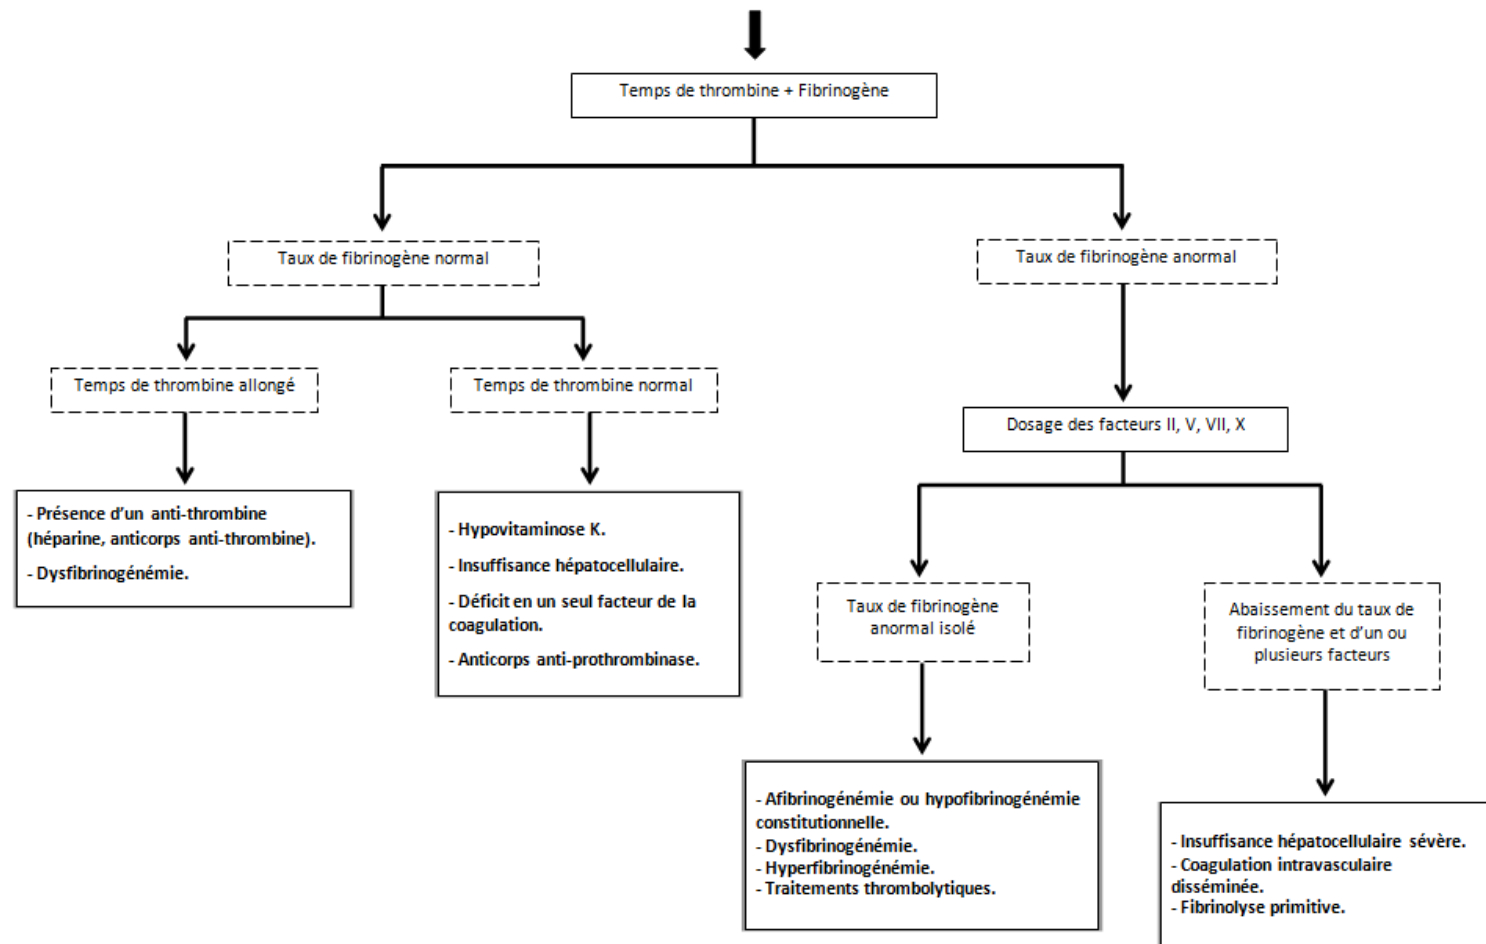 Temps de thrombine + Fibrinogène
Taux de fibrinogène normal
Taux de fibrinogène anormal
Temps de thrombine allongé
Temps de thrombine normal
Dosage des facteurs II, V, VII, X
- Présence d'un anti-thrombine
(héparine, anticorps anti-thrombine).
- Dysfibrinogénémie.
- Hypovitaminose K.
- Insuffisance hépatocellulaire.
- Déficit en un seul facteur de la
coagulation.
- Anticorps anti-prothrombinase.
Taux de fibrinogène
anormal isolé
Abaissement du taux de
fibrinogène et d'un ou
plusieurs facteurs
- Afibrinogénémie ou hypofibrinogénémie
constitutionnelle.
- Dysfibrinogénémie.
- Hyperfibrinogénémie.
- Traitements thrombolytiques.
- Insuffisance hépatocellulaire sévère.
- Coagulation intravasculaire
disséminée.
- Fibrinolyse primitive.